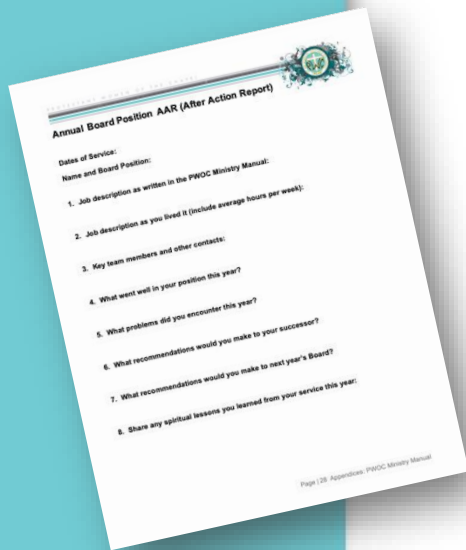 PROTESTANT WOMEN OF THE CHAPEL
Annual Board Position AAR (After Action Report)
Dates of Service:
Name and Board Position:
1. Job description as written in the PWOC Ministry Manual:
2. Job description as you lived it (include average hours per week):
3. Key team members and other contacts:
4. What went well in your position this year?
5. What problems did you encounter this year?
6. What recommendations would you make to your successor?
7. What recommendations would you make to next year's Board?
8. Share any spiritual lessons you learned from your service this year:
Page | 28 Appendices: PWOC Ministry Manual